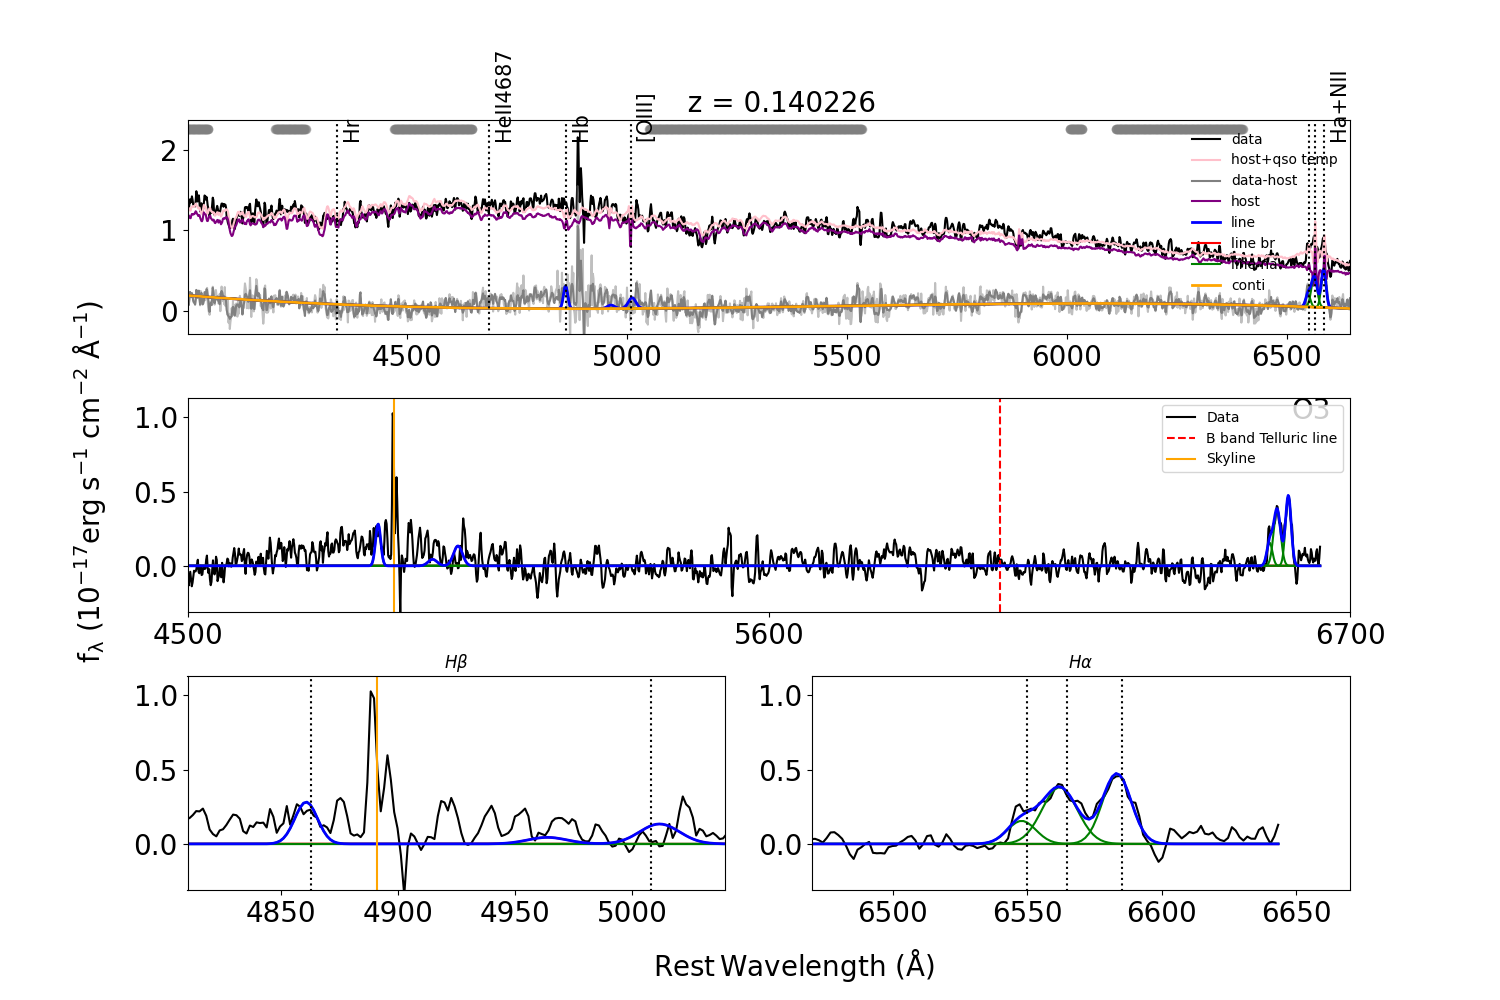 z = 0.140226
Hr
HeII4687
Hb
[OIII]
Ha+NII
data
host+qso temp
data-host
host
line
line br
conti
2
1
0
4500 5000 5500 6000 6500
O3
Data
B band Telluric line
Skyline
1.0
0.5
0.0
4500 5600 6700
fλ (10⁻¹⁷erg s⁻¹ cm⁻² Å⁻¹)
Hβ
1.0
0.5
0.0
4850 4900 4950 5000
Hα
1.0
0.5
0.0
6500 6550 6600 6650
Rest Wavelength (Å)